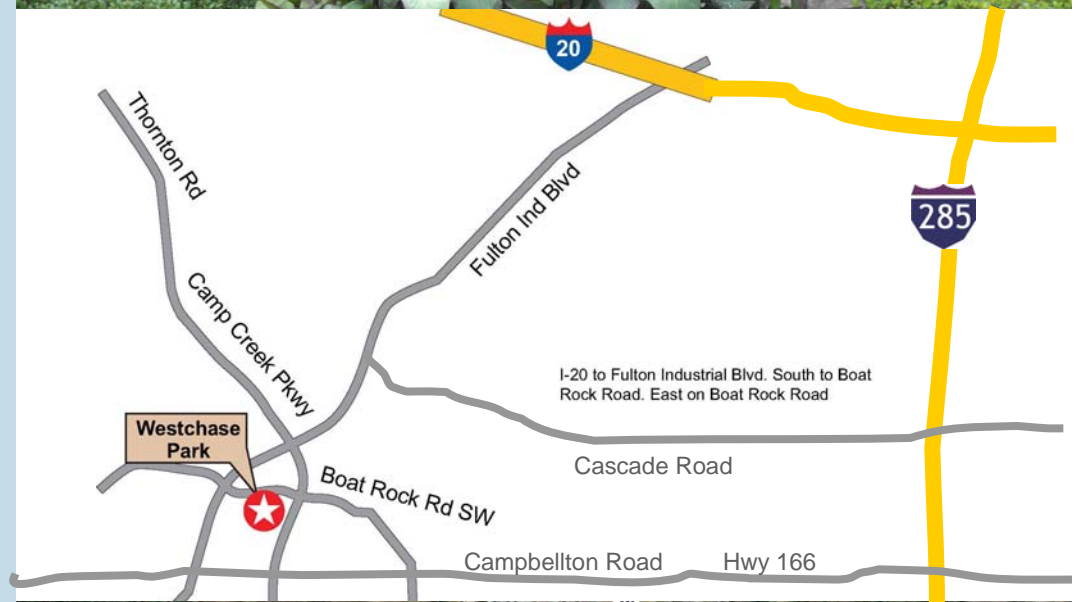 20
Thornton Rd
Fulton Ind Blvd
285
Camp Creek Pkwy
I-20 to Fulton Industrial Blvd. South to Boat
Rock Road. East on Boat Rock Road
Westchase
Park
Cascade Road
Boat Rock Rd SW
Campbellton Road Hwy 166